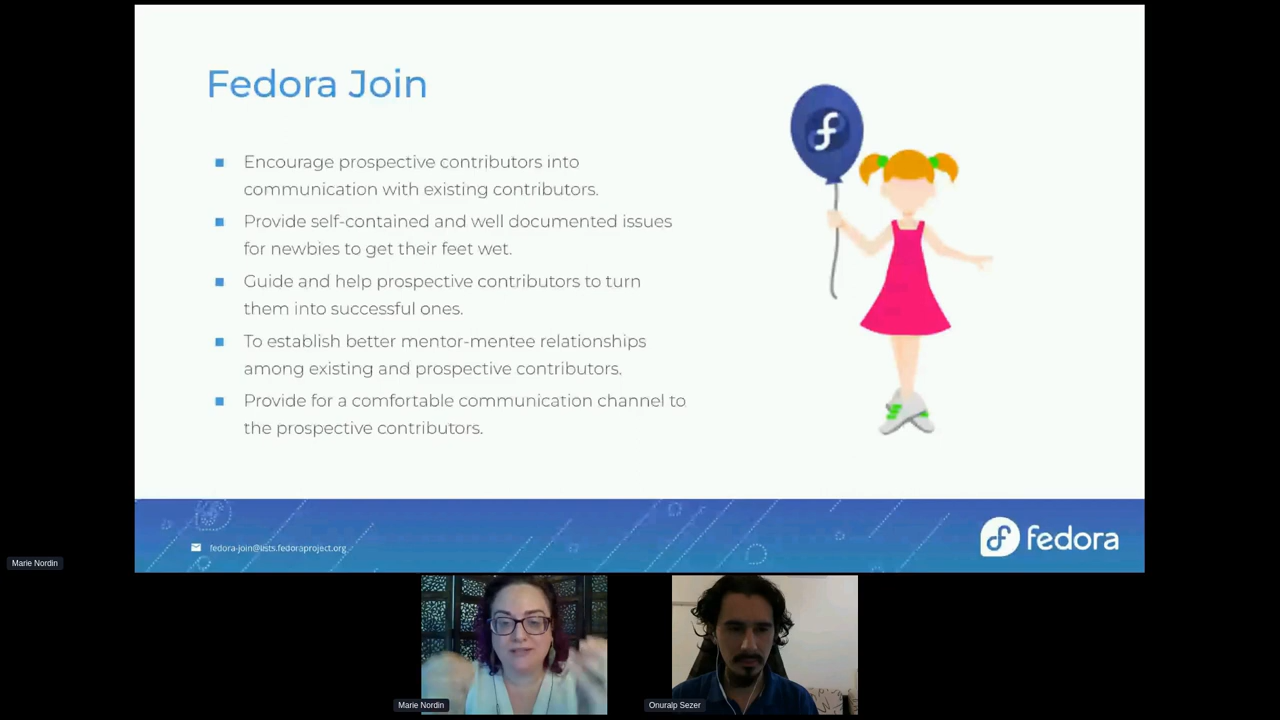 Fedora Join
Encourage prospective contributors into
communication with existing contributors.
Provide self-contained and well documented issues
for newbies to get their feet wet.
Guide and help prospective contributors to turn
them into successful ones.
To establish better mentor-mentee relationships
among existing and prospective contributors.
Provide for a comfortable communication channel to
the prospective contributors.
fedora-join@lists.fedoraproject.org
fedora
Marie Nordin
Marie Nordin
Onuralp Sezer